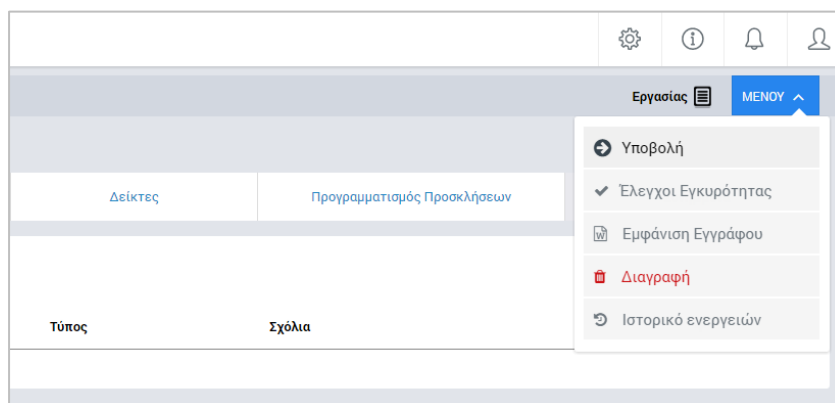 Εργασίας
ΜΕΝΟΥ
Υποβολή
Έλεγχοι Εγκυρότητας
Εμφάνιση Εγγράφου
Διαγραφή
Ιστορικό ενεργειών
Δείκτες
Προγραμματισμός Προσκλήσεων
Τύπος
Σχόλια